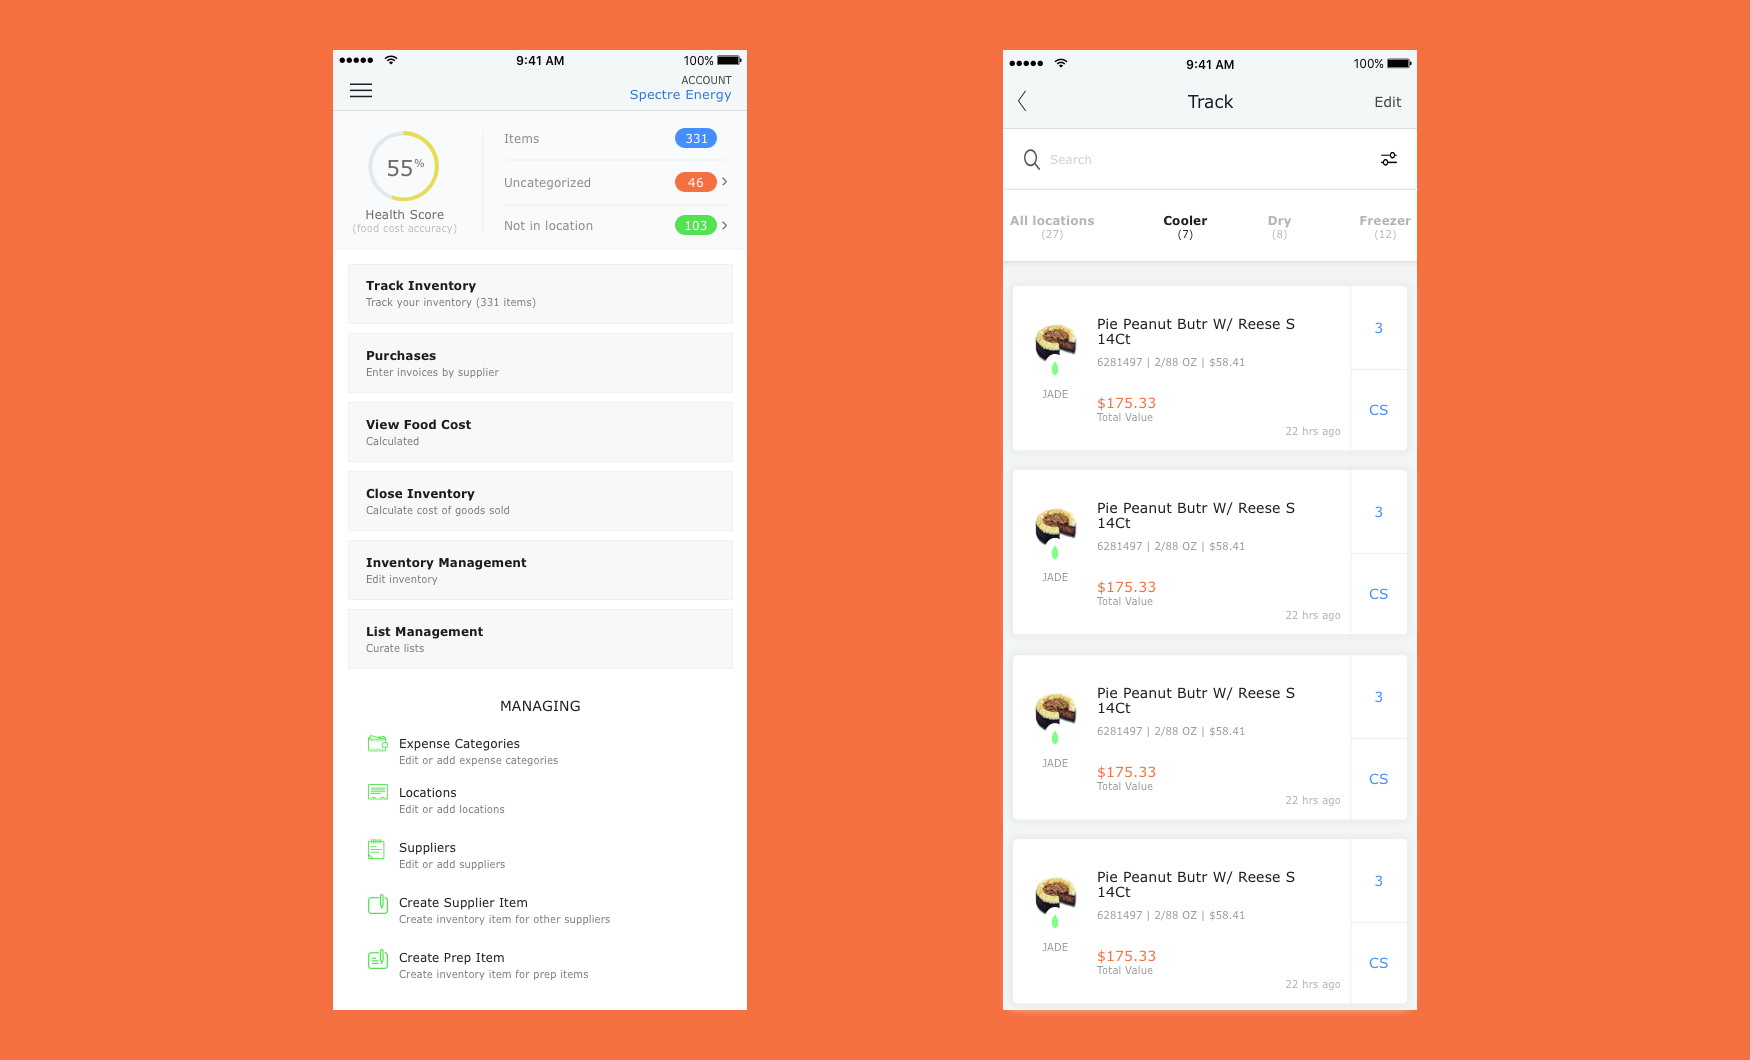 9:41 AM
100%
ACCOUNT
Spectre Energy
55%
Health Score
(food cost accuracy)
Items
331
Uncategorized
46
Not in location
103
Track Inventory
Track your inventory (331 items)
Purchases
Enter invoices by supplier
View Food Cost
Calculated
Close Inventory
Calculate cost of goods sold
Inventory Management
Edit inventory
List Management
Curate lists
MANAGING
Expense Categories
Edit or add expense categories
Locations
Edit or add locations
Suppliers
Edit or add suppliers
Create Supplier Item
Create inventory item for other suppliers
Create Prep Item
Create inventory item for prep items
9:41 AM
100%
Track
Edit
Search
All locations
(27)
Cooler
(7)
Dry
(8)
Freezer
(12)
Pie Peanut Butr W/ Reese S
14Ct
6281497 | 2/88 OZ | $58.41
JADE
$175.33
Total Value
22 hrs ago
3
CS
Pie Peanut Butr W/ Reese S
14Ct
6281497 | 2/88 OZ | $58.41
JADE
$175.33
Total Value
22 hrs ago
3
CS
Pie Peanut Butr W/ Reese S
14Ct
6281497 | 2/88 OZ | $58.41
JADE
$175.33
Total Value
22 hrs ago
3
CS
Pie Peanut Butr W/ Reese S
14Ct
6281497 | 2/88 OZ | $58.41
JADE
$175.33
Total Value
22 hrs ago
3
CS